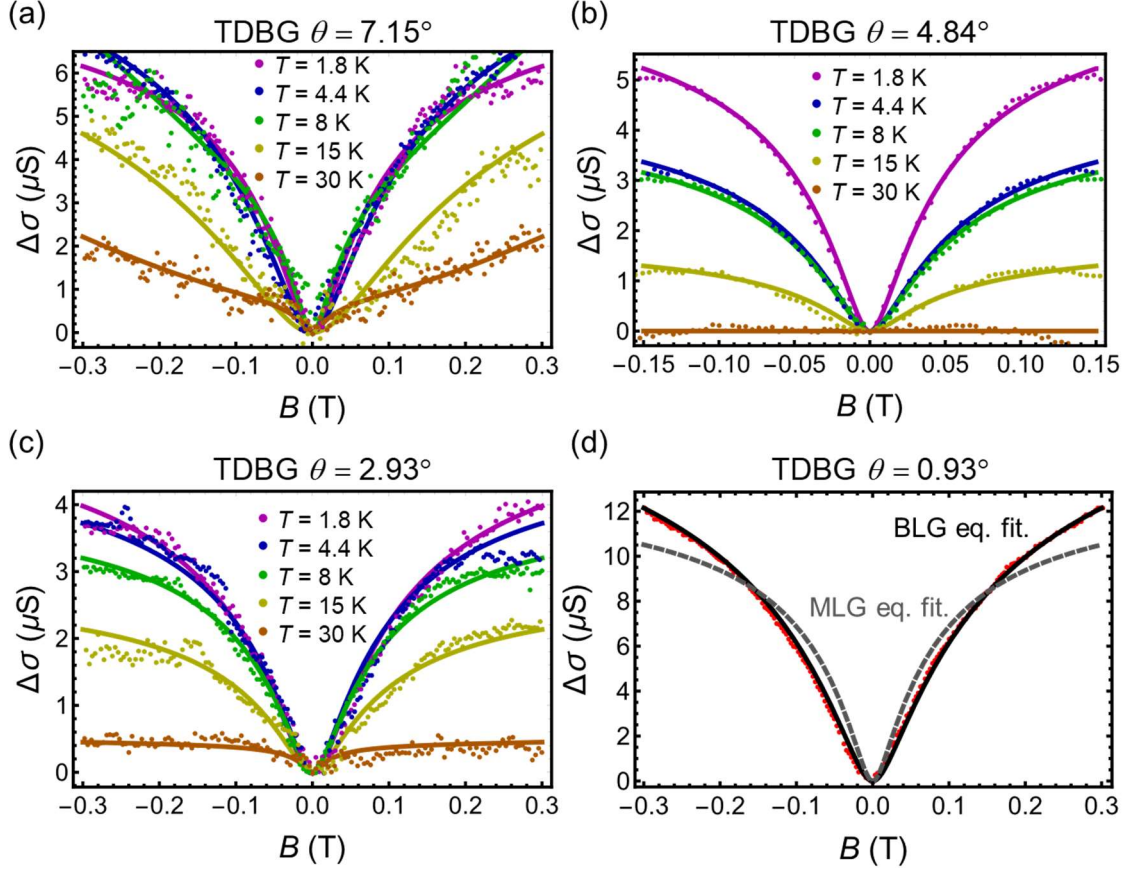 (a)
TDBG θ = 7.15°
T = 1.8 K
T = 4.4 K
T = 8 K
T = 15 K
T = 30 K
6
5
4
3
2
1
0
Δσ (μS)
−0.3 −0.2 −0.1 0.0 0.1 0.2 0.3
B (T)
(b)
TDBG θ = 4.84°
T = 1.8 K
T = 4.4 K
T = 8 K
T = 15 K
T = 30 K
5
4
3
2
1
0
Δσ (μS)
−0.15 −0.10 −0.05 0.00 0.05 0.10 0.15
B (T)
(c)
TDBG θ = 2.93°
T = 1.8 K
T = 4.4 K
T = 8 K
T = 15 K
T = 30 K
4
3
2
1
0
Δσ (μS)
−0.3 −0.2 −0.1 0.0 0.1 0.2 0.3
B (T)
(d)
TDBG θ = 0.93°
BLG eq. fit.
MLG eq. fit.
12
10
8
6
4
2
0
Δσ (μS)
−0.3 −0.2 −0.1 0.0 0.1 0.2 0.3
B (T)